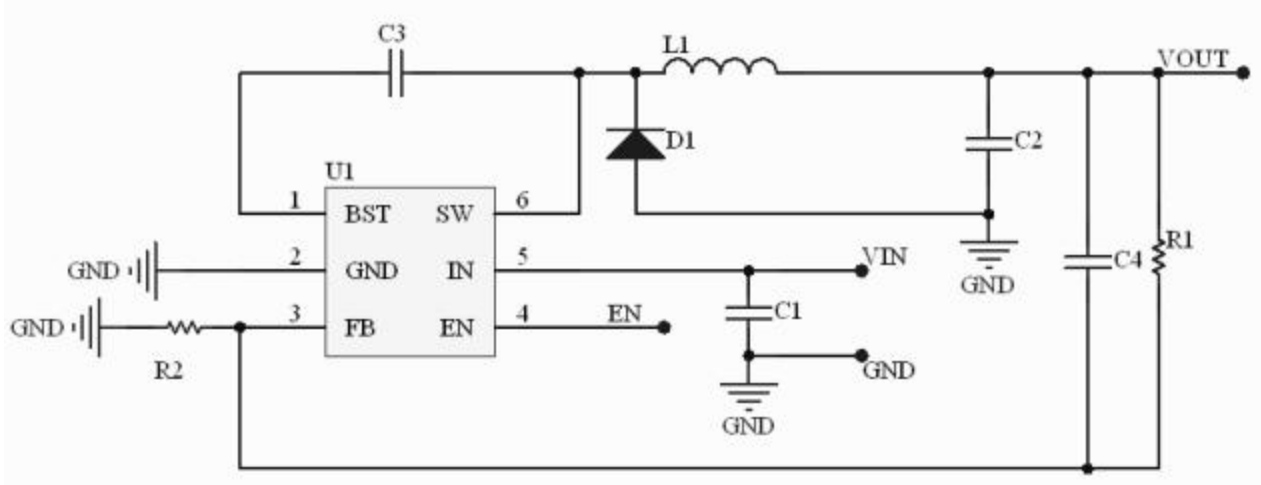 C3
L1
VOUT
D1
C2
U1
1 BST SW 6
GND 2 GND IN 5 VIN
GND 3 FB EN 4 EN
R2
C1
GND
GND
GND
C4
R1